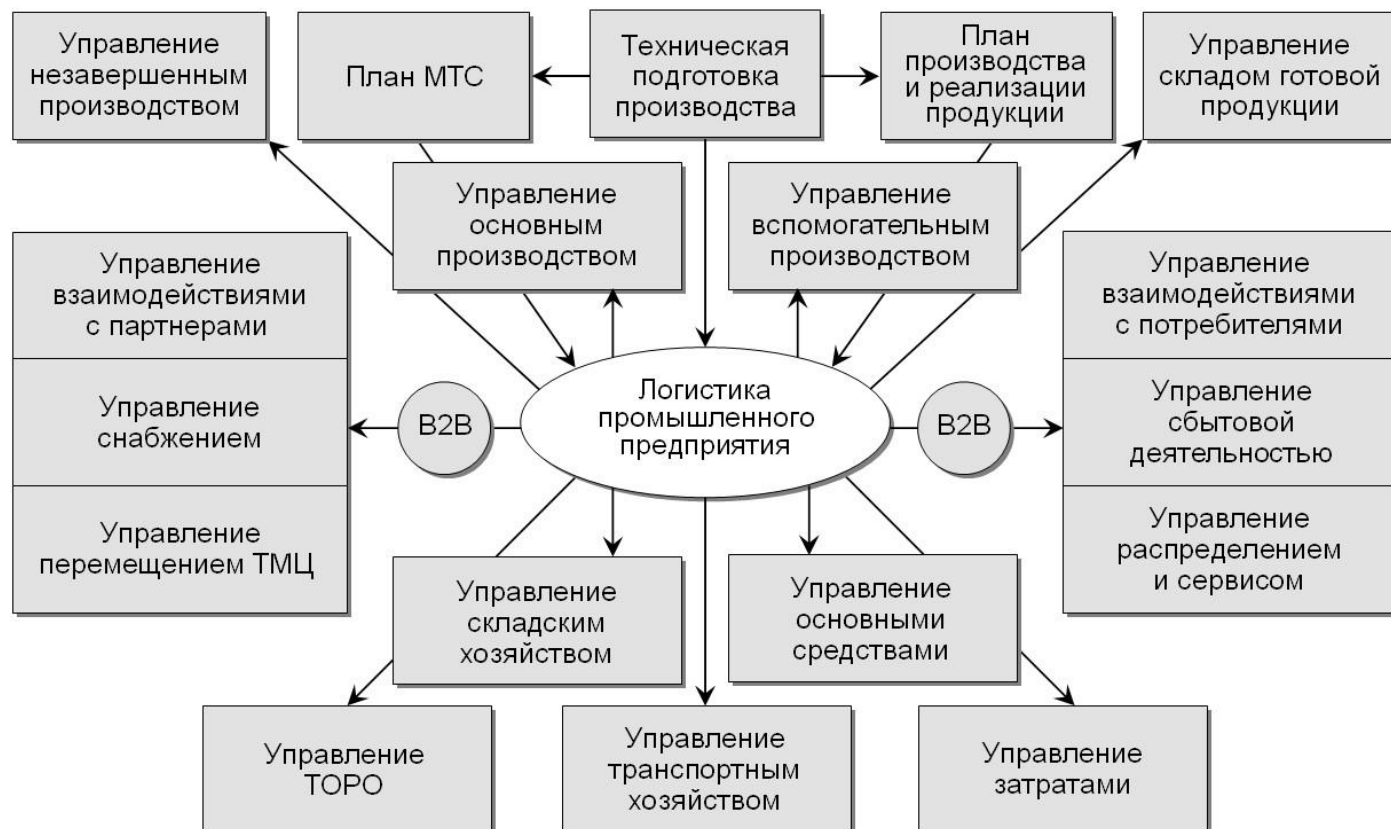 Управление
незавершенным
производством
План МТС
Техническая
подготовка
производства
План
производства
и реализации
продукции
Управление
складом готовой
продукции
Управление
основным
производством
Управление
вспомогательным
производством
Управление
взаимодействиями
с партнерами
Управление
снабжением
Управление
перемещением ТМЦ
B2B
Логистика
промышленного
предприятия
B2B
Управление
взаимодействиями
с потребителями
Управление
сбытовой
деятельностью
Управление
распределением
и сервисом
Управление
складским
хозяйством
Управление
основными
средствами
Управление
ТОРО
Управление
транспортным
хозяйством
Управление
затратами